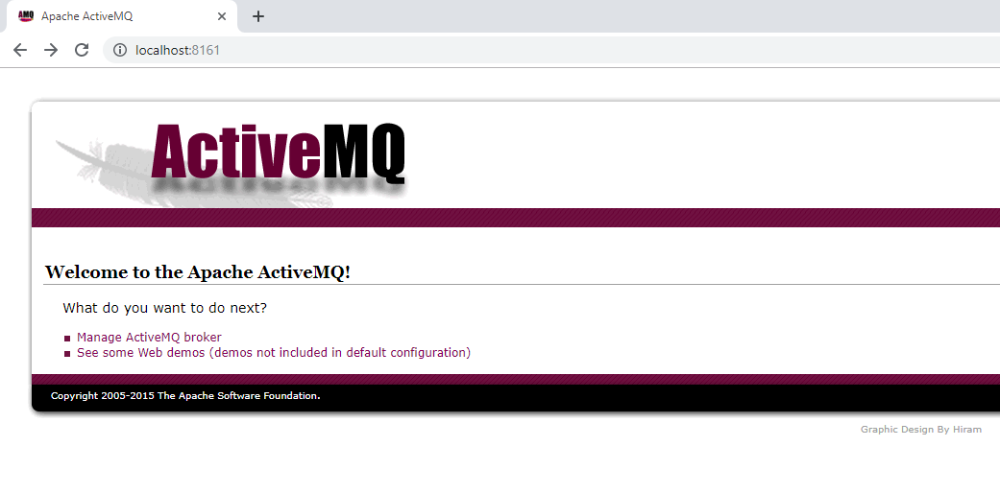 AMQ Apache ActiveMQ
localhost:8161
ActiveMQ
Welcome to the Apache ActiveMQ!
What do you want to do next?
Manage ActiveMQ broker
See some Web demos (demos not included in default configuration)
Copyright 2005-2015 The Apache Software Foundation.
Graphic Design By Hiram